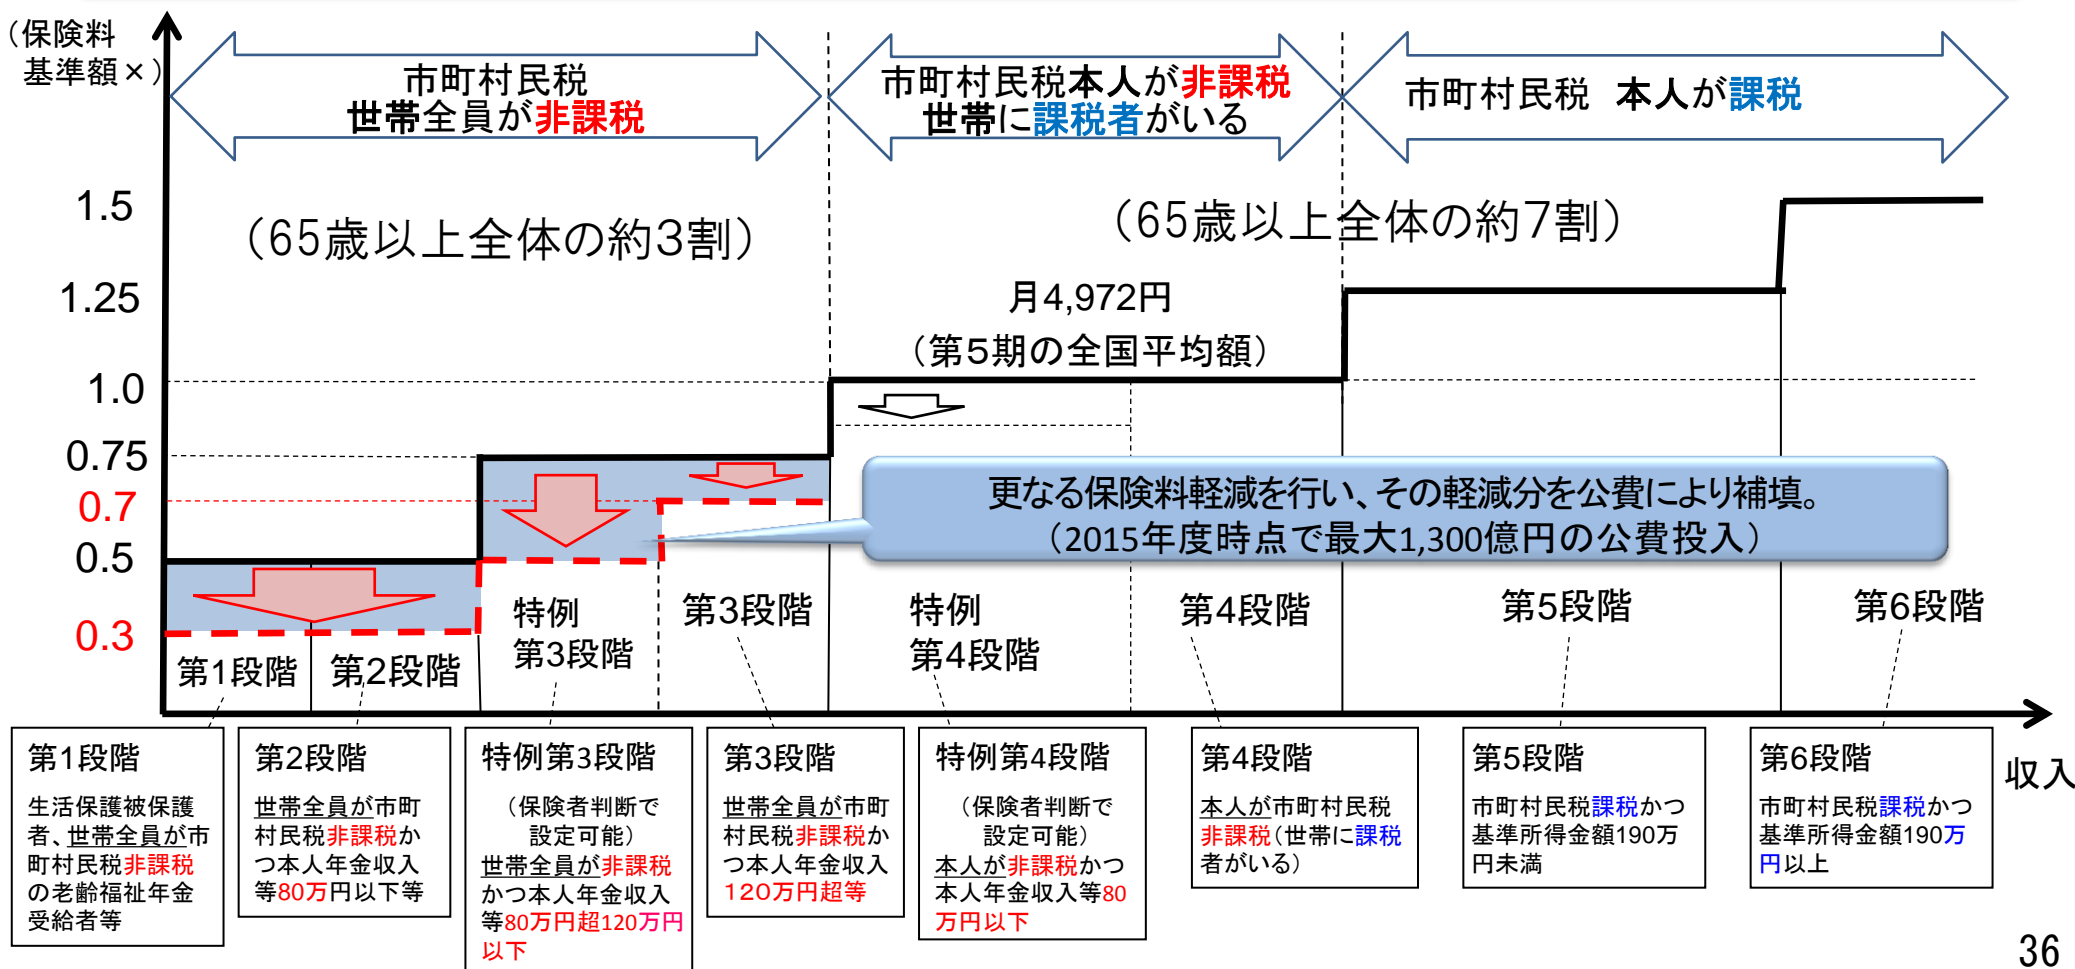 （保険料
基準額×）
市町村民税
世帯全員が非課税
市町村民税本人が非課税
世帯に課税者がいる
市町村民税　本人が課税
（65歳以上全体の約3割）
（65歳以上全体の約7割）
1.5
1.25
1.0
0.75
0.7
0.5
0.3
月4,972円
（第5期の全国平均額）
更なる保険料軽減を行い、その軽減分を公費により補填。
（2015年度時点で最大1,300億円の公費投入）
第1段階
第2段階
特例
第3段階
第3段階
特例
第4段階
第4段階
第5段階
第6段階
収入
第1段階
生活保護被保護
者、世帯全員が市
町村民税非課税
の老齢福祉年金
受給者等
第2段階
世帯全員が市町
村民税非課税か
つ本人年金収入
等80万円以下等
特例第3段階
（保険者判断で
設定可能）
世帯全員が非課税
かつ本人年金収入
等80万円超120万円
以下
第3段階
世帯全員が市町
村民税非課税か
つ本人年金収入
120万円超等
特例第4段階
（保険者判断で
設定可能）
本人が非課税かつ
本人年金収入等80
万円以下
第4段階
本人が市町村民税
非課税（世帯に課税
者がいる）
第5段階
市町村民税課税かつ
基準所得金額190万
円未満
第6段階
市町村民税課税かつ
基準所得金額190万
円以上
36